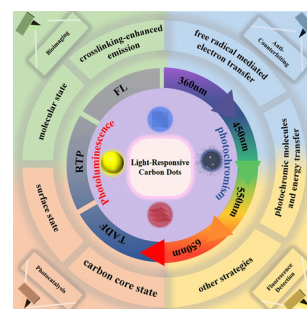 Bioimaging
crosslinking-enhanced
emission
free radical mediated
electron transfer
Anti-
Counterfeiting
molecular state
FL
360nm
450nm
photochromic molecules
and energy transfer
RTP
Photoluminescence
Light-Responsive
Carbon Dots
photochromism
550nm
surface state
TADF
650nm
carbon core state
other strategies
Photocatalysis
Fluorescence
Detection